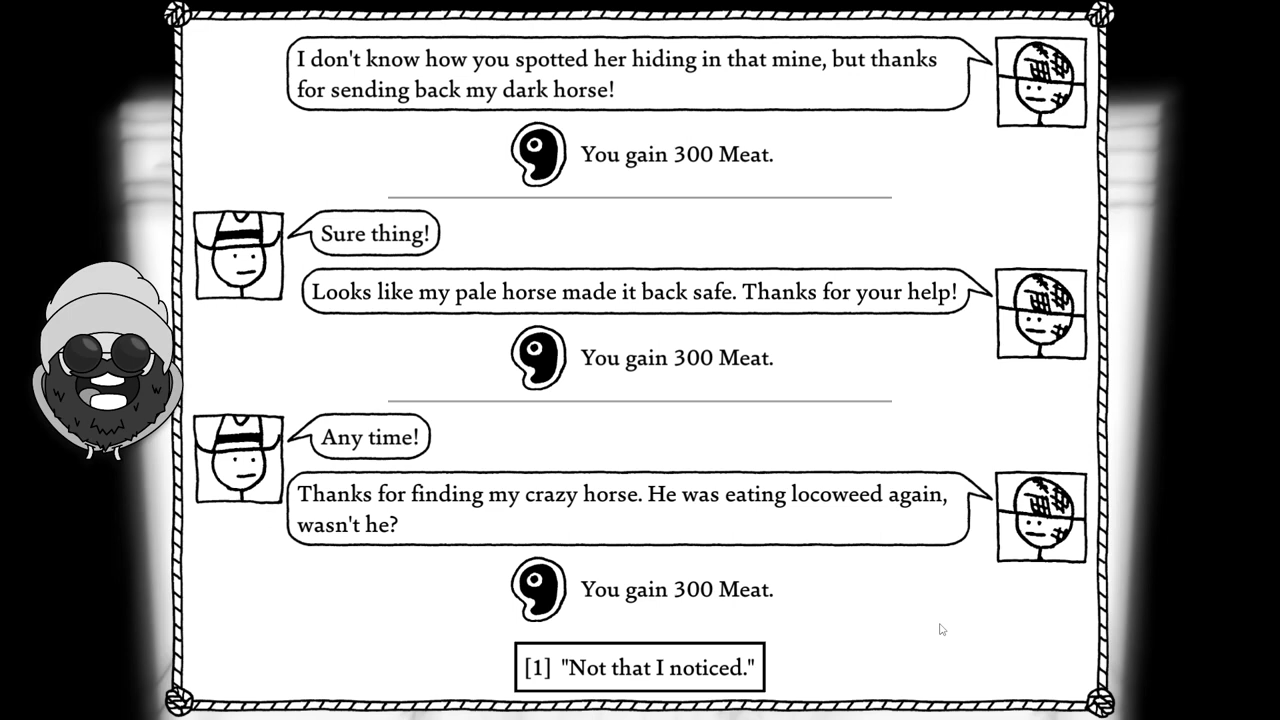 I don't know how you spotted her hiding in that mine, but thanks
for sending back my dark horse!
You gain 300 Meat.
Sure thing!
Looks like my pale horse made it back safe. Thanks for your help!
You gain 300 Meat.
Any time!
Thanks for finding my crazy horse. He was eating locoweed again,
wasn't he?
You gain 300 Meat.
[1] "Not that I noticed."